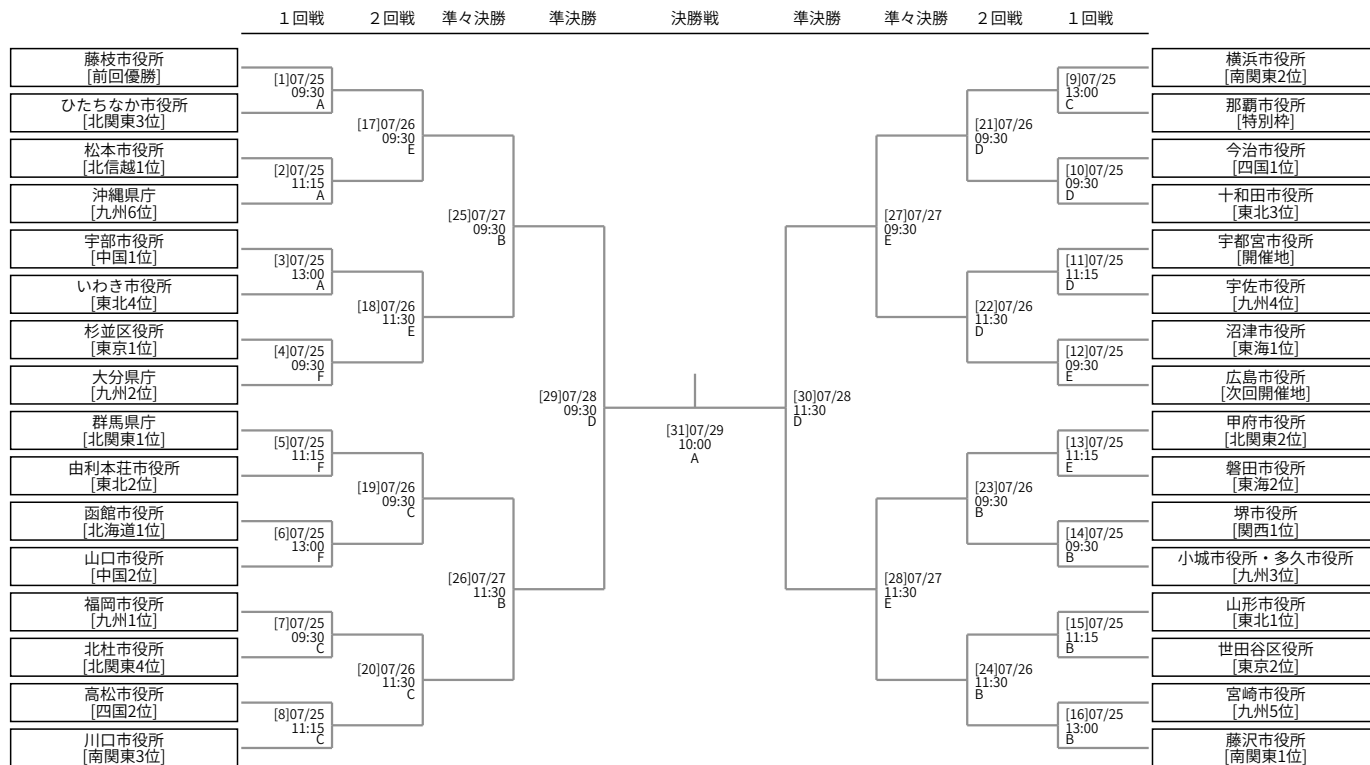 １回戦
２回戦
準々決勝
準決勝
決勝戦
準決勝
準々決勝
２回戦
１回戦
藤枝市役所
[前回優勝]
ひたちなか市役所
[北関東3位]
松本市役所
[北信越1位]
沖縄県庁
[九州6位]
宇部市役所
[中国1位]
いわき市役所
[東北4位]
杉並区役所
[東京1位]
大分県庁
[九州2位]
群馬県庁
[北関東1位]
由利本荘市役所
[東北2位]
函館市役所
[北海道1位]
山口市役所
[中国2位]
福岡市役所
[九州1位]
北杜市役所
[北関東4位]
高松市役所
[四国2位]
川口市役所
[南関東3位]
[1]07/25
09:30
A
[2]07/25
11:15
A
[3]07/25
13:00
A
[4]07/25
09:30
F
[5]07/25
11:15
F
[6]07/25
13:00
F
[7]07/25
09:30
C
[8]07/25
11:15
C
[17]07/26
09:30
E
[18]07/26
11:30
E
[19]07/26
09:30
C
[20]07/26
11:30
C
[25]07/27
09:30
B
[26]07/27
11:30
B
[29]07/28
09:30
D
[31]07/29
10:00
A
[30]07/28
11:30
D
[27]07/27
09:30
E
[28]07/27
11:30
E
[21]07/26
09:30
D
[22]07/26
11:30
D
[23]07/26
09:30
B
[24]07/26
11:30
B
[9]07/25
13:00
C
[10]07/25
09:30
D
[11]07/25
11:15
D
[12]07/25
09:30
E
[13]07/25
11:15
E
[14]07/25
09:30
B
[15]07/25
11:15
B
[16]07/25
13:00
B
横浜市役所
[南関東2位]
那覇市役所
[特別枠]
今治市役所
[四国1位]
十和田市役所
[東北3位]
宇都宮市役所
[開催地]
宇佐市役所
[九州4位]
沼津市役所
[東海1位]
広島市役所
[次回開催地]
甲府市役所
[北関東2位]
磐田市役所
[東海2位]
堺市役所
[関西1位]
小城市役所・多久市役所
[九州3位]
山形市役所
[東北1位]
世田谷区役所
[東京2位]
宮崎市役所
[九州5位]
藤沢市役所
[南関東1位]